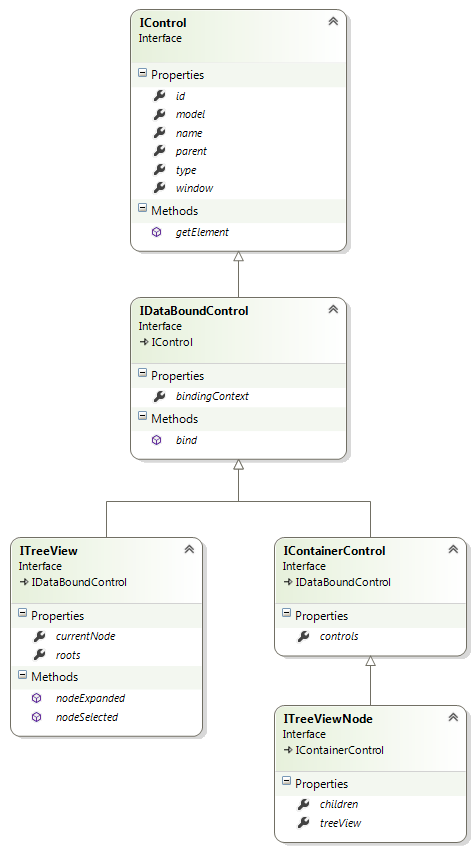 IControl
Interface
Properties
id
model
name
parent
type
window
Methods
getElement
IDataBoundControl
Interface
IControl
Properties
bindingContext
Methods
bind
ITreeView
Interface
IDataBoundControl
Properties
currentNode
roots
Methods
nodeExpanded
nodeSelected
IContainerControl
Interface
IDataBoundControl
Properties
controls
ITreeViewNode
Interface
IContainerControl
Properties
children
treeView